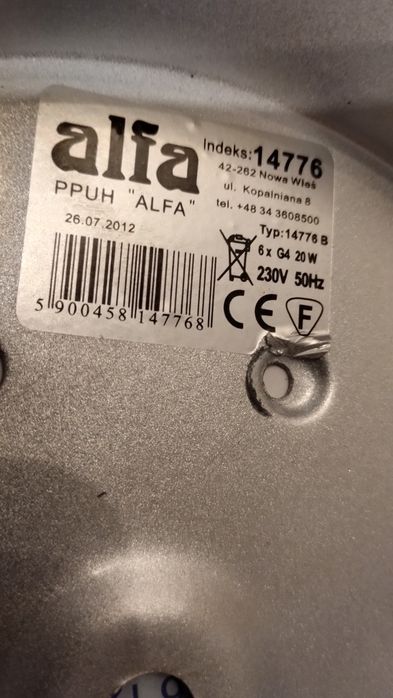 alfa
Indeks:14776
42-262 Nowa Wieś
ul. Kopalniana 8
tel. +48 34 3608500
PPUH "ALFA"
26.07.2012
Typ:14776 B
6 x G4 20 W
230V 50Hz
CE F
5 900458 147768